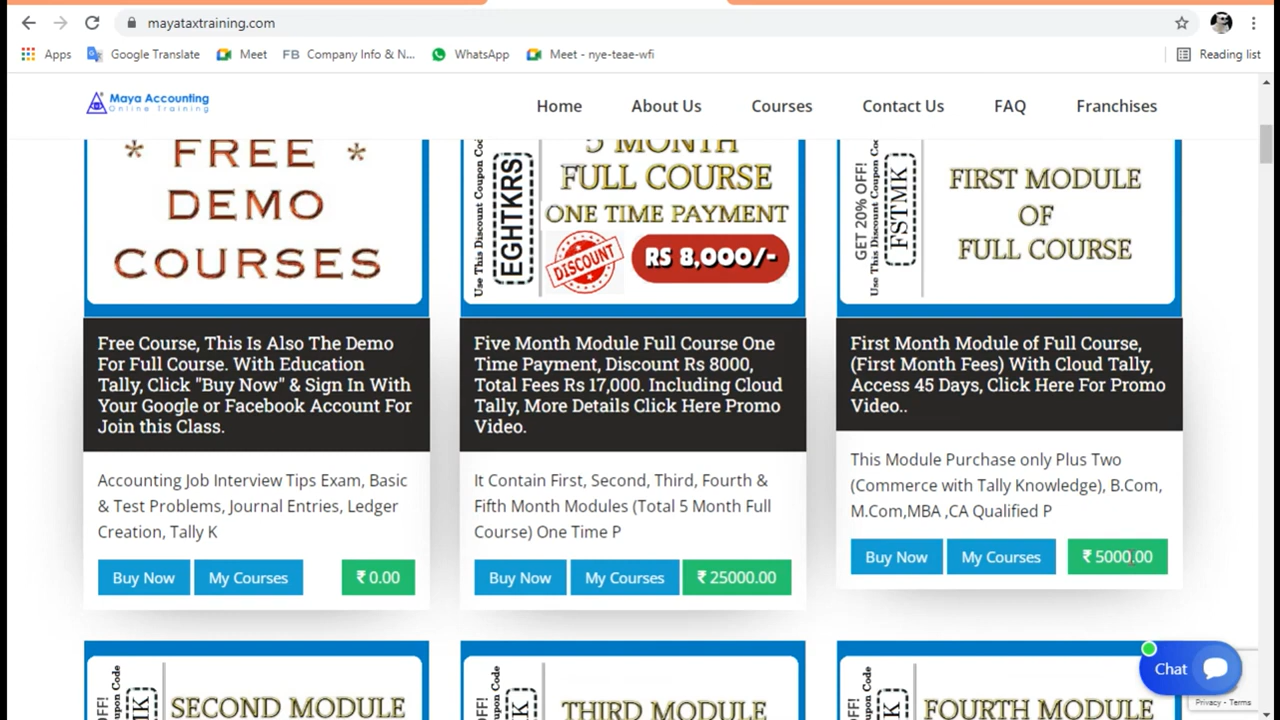 mayataxtraining.com
Apps Google Translate Meet FB Company Info & N... WhatsApp Meet - nye-teae-wfi Reading list
Maya Accounting
Online Training
Home About Us Courses Contact Us FAQ Franchises
* FREE *
DEMO
COURSES
Use This Discount Coupon Code
EGHTKRS
5 MONTH
FULL COURSE
ONE TIME PAYMENT
DISCOUNT
RS 8,000/-
GET 20% OFF!
Use This Discount Coupon Code
FSTMK
FIRST MODULE
OF
FULL COURSE
Free Course, This Is Also The Demo
For Full Course. With Education
Tally, Click "Buy Now" & Sign In With
Your Google or Facebook Account For
Join this Class.
Accounting Job Interview Tips Exam, Basic
& Test Problems, Journal Entries, Ledger
Creation, Tally K
Buy Now My Courses ₹ 0.00
Five Month Module Full Course One
Time Payment, Discount Rs 8000,
Total Fees Rs 17,000. Including Cloud
Tally, More Details Click Here Promo
Video.
It Contain First, Second, Third, Fourth &
Fifth Month Modules (Total 5 Month Full
Course) One Time P
Buy Now My Courses ₹ 25000.00
First Month Module of Full Course,
(First Month Fees) With Cloud Tally,
Access 45 Days, Click Here For Promo
Video..
This Module Purchase only Plus Two
(Commerce with Tally Knowledge), B.Com,
M.Com,MBA ,CA Qualified P
Buy Now My Courses ₹ 5000.00
SECOND MODULE
THIRD MODULE
FOURTH MODULE
Chat
Privacy - Terms